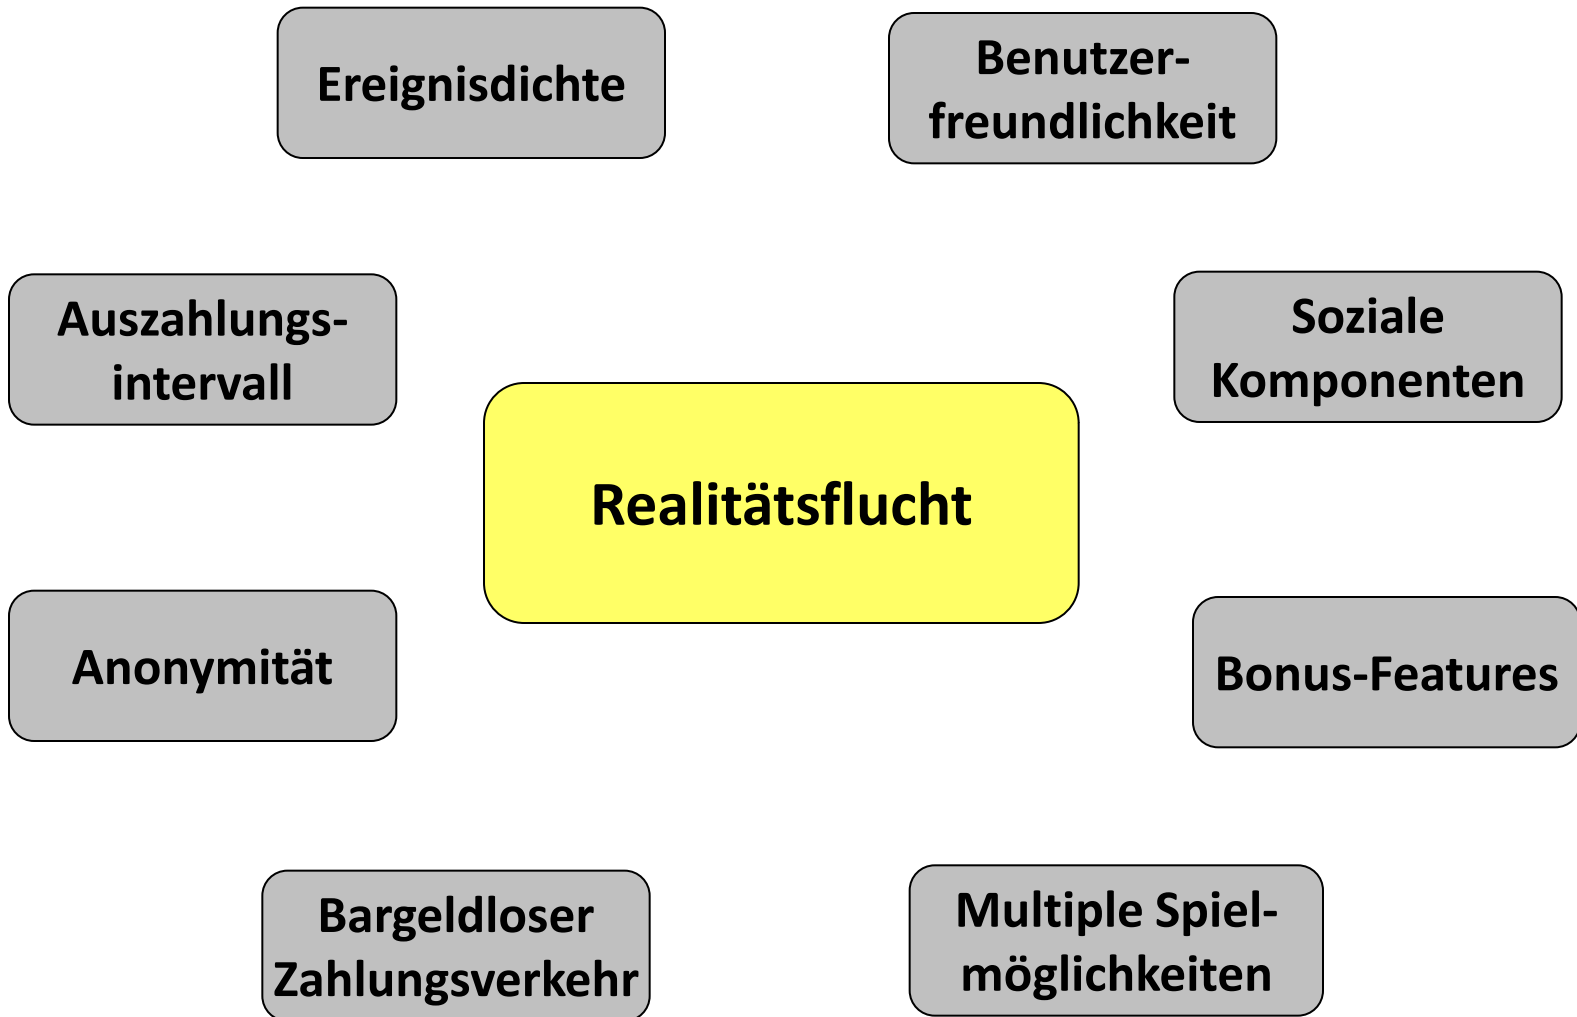 Ereignisdichte
Benutzer-
freundlichkeit
Auszahlungs-
intervall
Soziale
Komponenten
Realitätsflucht
Anonymität
Bonus-Features
Bargeldloser
Zahlungsverkehr
Multiple Spiel-
möglichkeiten